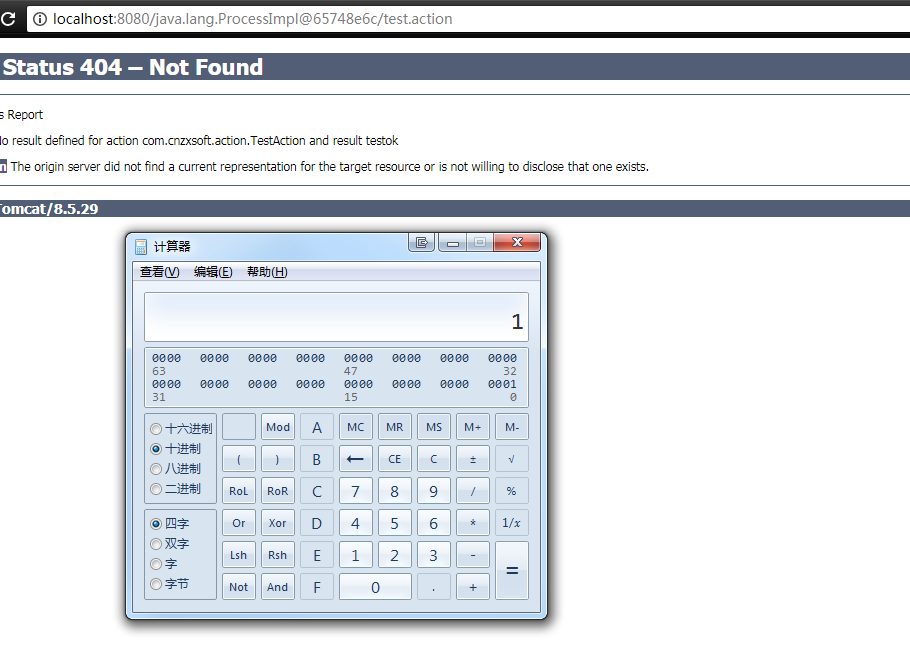 localhost:8080/java.lang.ProcessImpl@65748e6c/test.action
Status 404 – Not Found
s Report
o result defined for action com.cnzxsoft.action.TestAction and result testok
n The origin server did not find a current representation for the target resource or is not willing to disclose that one exists.
Tomcat/8.5.29
计算器
查看(V) 编辑(E) 帮助(H)
1
0000 0000 0000 0000 0000 0000 0000 0000
63 47 32
0000 0000 0000 0000 0000 0000 0000 0001
31 15 0
十六进制 Mod A MC MR MS M+ M-
十进制 ( ) B ← CE C ± √
八进制
二进制 RoL RoR C 7 8 9 / %
四字 Or Xor D 4 5 6 * 1/x
双字 Lsh Rsh E 1 2 3 - =
字
字节 Not And F 0 . +